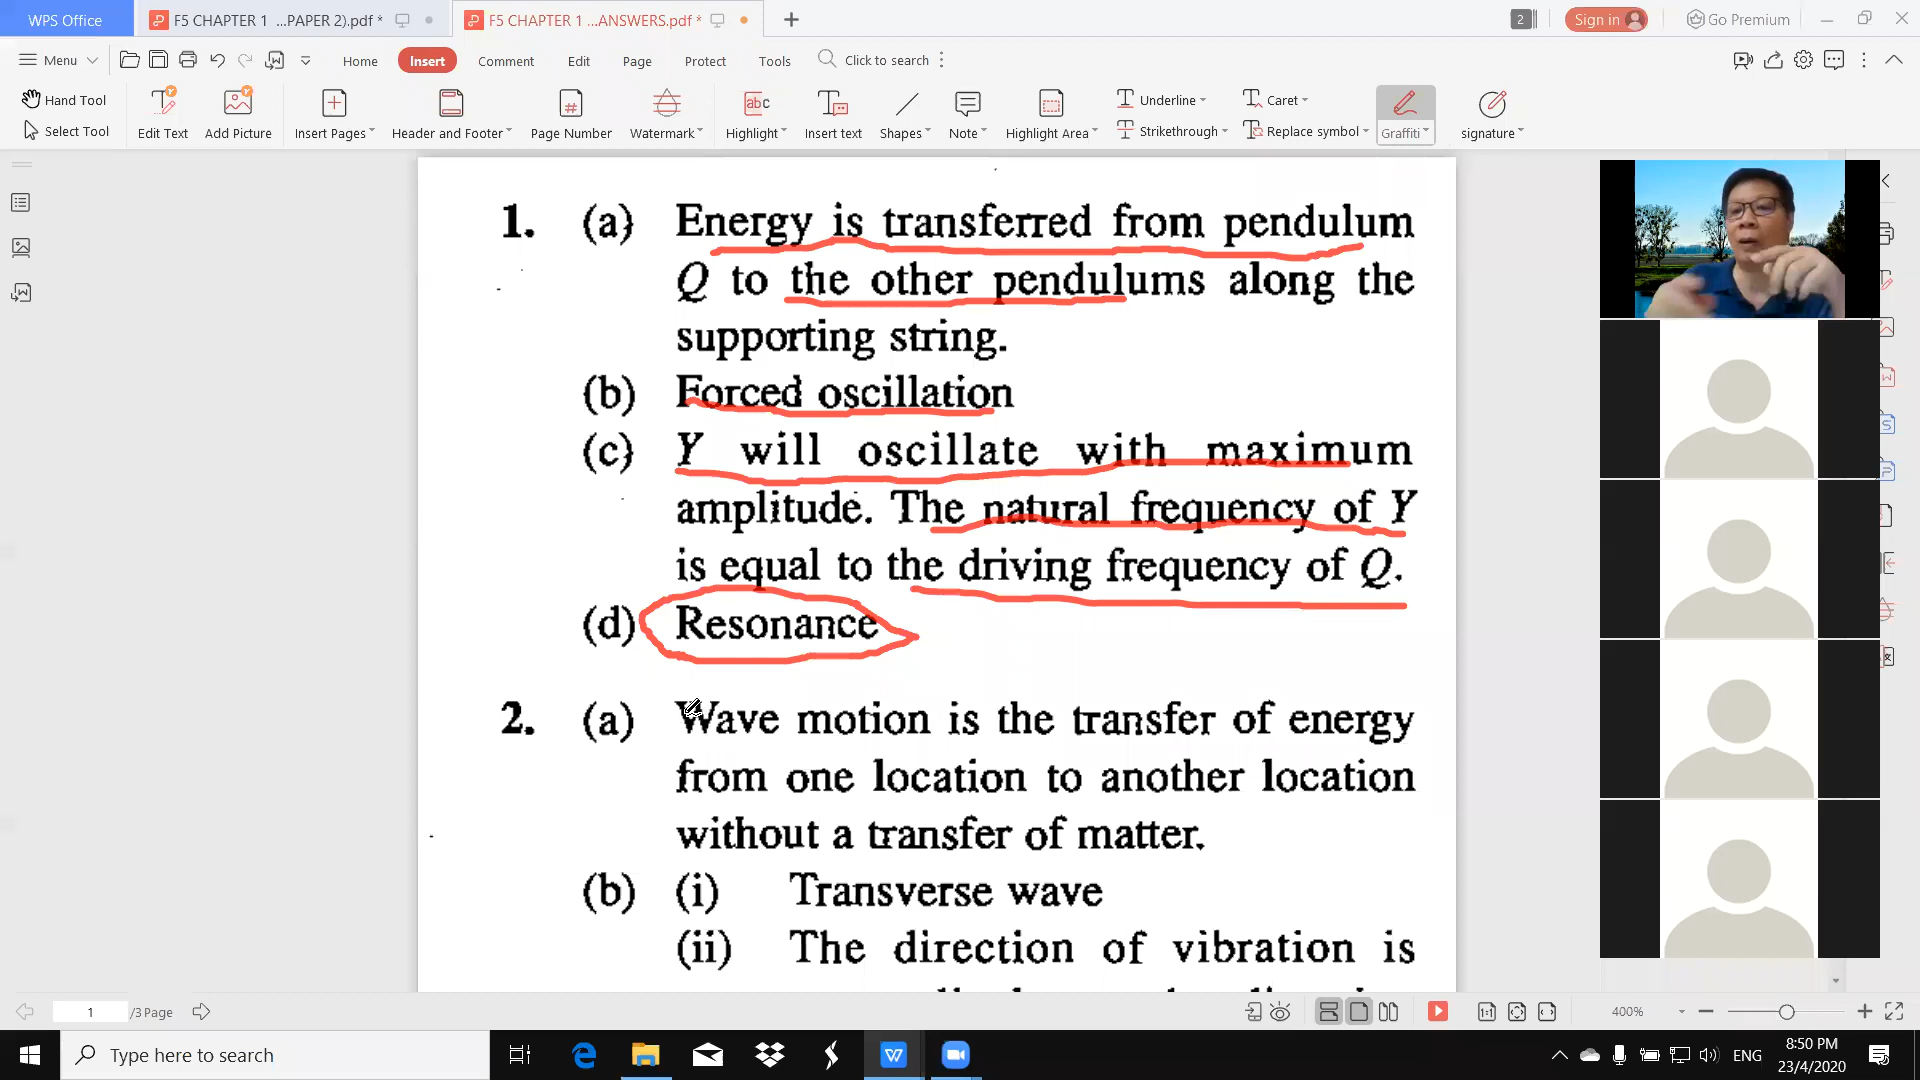 WPS Office
F5 CHAPTER 1 ...PAPER 2).pdf *
F5 CHAPTER 1 ...ANSWERS.pdf *
2
Sign in
Go Premium
Menu
Home
Insert
Comment
Edit
Page
Protect
Tools
Click to search
Hand Tool
Select Tool
Edit Text
Add Picture
Insert Pages
Header and Footer
Page Number
Watermark
Highlight
Insert text
Shapes
Note
Highlight Area
Underline
Strikethrough
Caret
Replace symbol
Graffiti
signature
1. (a) Energy is transferred from pendulum
Q to the other pendulums along the
supporting string.
(b) Forced oscillation
(c) Y will oscillate with maximum
amplitude. The natural frequency of Y
is equal to the driving frequency of Q.
(d) Resonance
2. (a) Wave motion is the transfer of energy
from one location to another location
without a transfer of matter.
(b) (i) Transverse wave
(ii) The direction of vibration is
1
/3 Page
400%
Type here to search
ENG
8:50 PM
23/4/2020